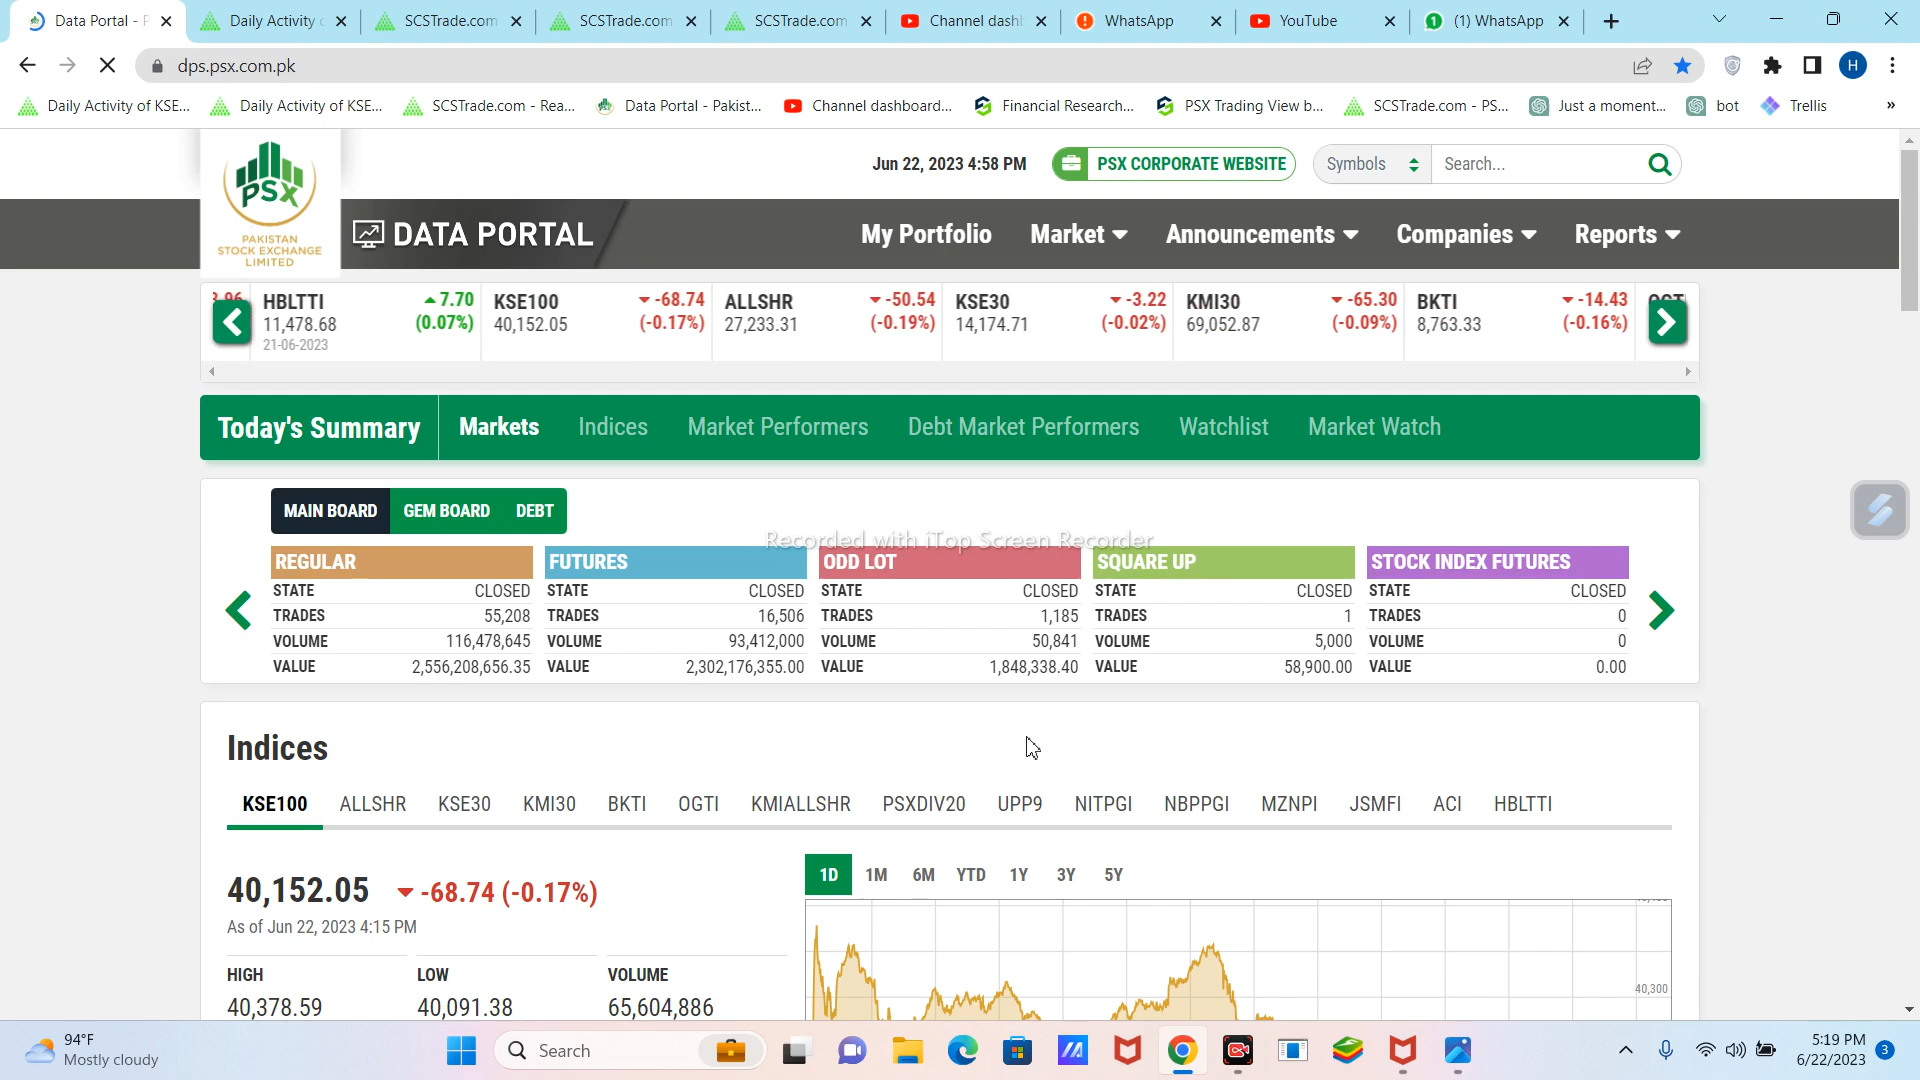 Data Portal - P
Daily Activity o
SCSTrade.com
SCSTrade.com
SCSTrade.com
Channel dashb
WhatsApp
YouTube
(1) WhatsApp
dps.psx.com.pk
H
Daily Activity of KSE...
Daily Activity of KSE...
SCSTrade.com - Rea...
Data Portal - Pakist...
Channel dashboard...
Financial Research...
PSX Trading View b...
SCSTrade.com - PS...
Just a moment...
bot
Trellis
»
PSX
PAKISTAN
STOCK EXCHANGE
LIMITED
Jun 22, 2023 4:58 PM
PSX CORPORATE WEBSITE
Symbols
Search...
DATA PORTAL
My Portfolio
Market
Announcements
Companies
Reports
HBLTTI 7.70
11,478.68 (0.07%)
21-06-2023
KSE100 -68.74
40,152.05 (-0.17%)
ALLSHR -50.54
27,233.31 (-0.19%)
KSE30 -3.22
14,174.71 (-0.02%)
KMI30 -65.30
69,052.87 (-0.09%)
BKTI -14.43
8,763.33 (-0.16%)
Today's Summary
Markets
Indices
Market Performers
Debt Market Performers
Watchlist
Market Watch
MAIN BOARD
GEM BOARD
DEBT
Recorded with iTop Screen Recorder
REGULAR
STATE CLOSED
TRADES 55,208
VOLUME 116,478,645
VALUE 2,556,208,656.35
FUTURES
STATE CLOSED
TRADES 16,506
VOLUME 93,412,000
VALUE 2,302,176,355.00
ODD LOT
STATE CLOSED
TRADES 1,185
VOLUME 50,841
VALUE 1,848,338.40
SQUARE UP
STATE CLOSED
TRADES 1
VOLUME 5,000
VALUE 58,900.00
STOCK INDEX FUTURES
STATE CLOSED
TRADES 0
VOLUME 0
VALUE 0.00
Indices
KSE100
ALLSHR
KSE30
KMI30
BKTI
OGTI
KMIALLSHR
PSXDIV20
UPP9
NITPGI
NBPPGI
MZNPI
JSMFI
ACI
HBLTTI
40,152.05 -68.74 (-0.17%)
As of Jun 22, 2023 4:15 PM
HIGH
40,378.59
LOW
40,091.38
VOLUME
65,604,886
1D 1M 6M YTD 1Y 3Y 5Y
40,300
94°F
Mostly cloudy
Search
5:19 PM
6/22/2023
3